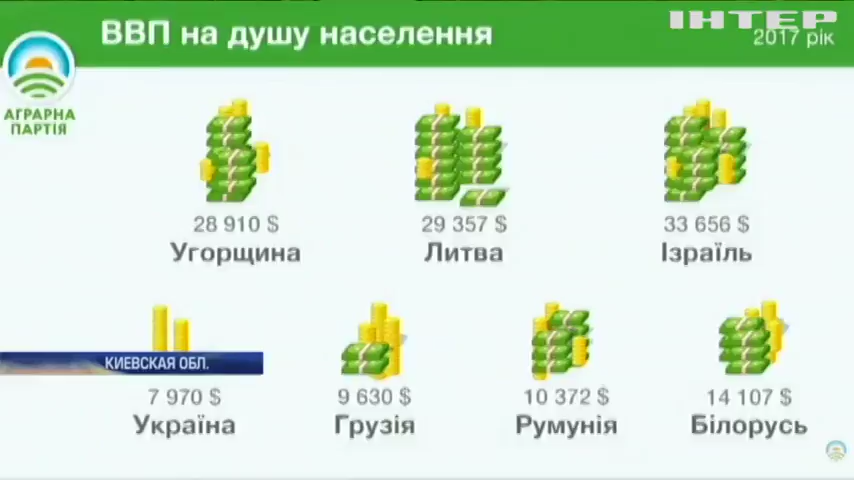 ВВП на душу населення
ІНТЕР
2017 рік
АГРАРНА
ПАРТІЯ
28 910 $
29 357 $
33 656 $
Угорщина
Литва
Ізраїль
КИЕВСКАЯ ОБЛ.
7 970 $
9 630 $
10 372 $
14 107 $
Україна
Грузія
Румунія
Білорусь